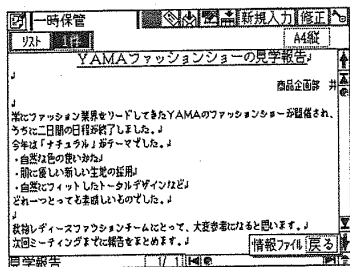 一時保管 新規入力 修正
リスト 1件 A4縦
YAMAファッションショーの見学報告
商品企画部 井
常にファッション業界をリードしてきたYAMAのファッションショーが開催され、
うちに二日間の日程が終了しました。
今年は「ナチュラル」がテーマでした。
・自然な色の使いかた
・肌に優しい新しい生地の採用
・自然にフィットしたトータルデザインなど
どれ一つとっても素晴しいものでした。
我社レディースファッションチームにとって、大変参考になると思います。
次回ミーティングまでに報告をまとめます。
情報ファイル 戻る
見学報告 1/ 1